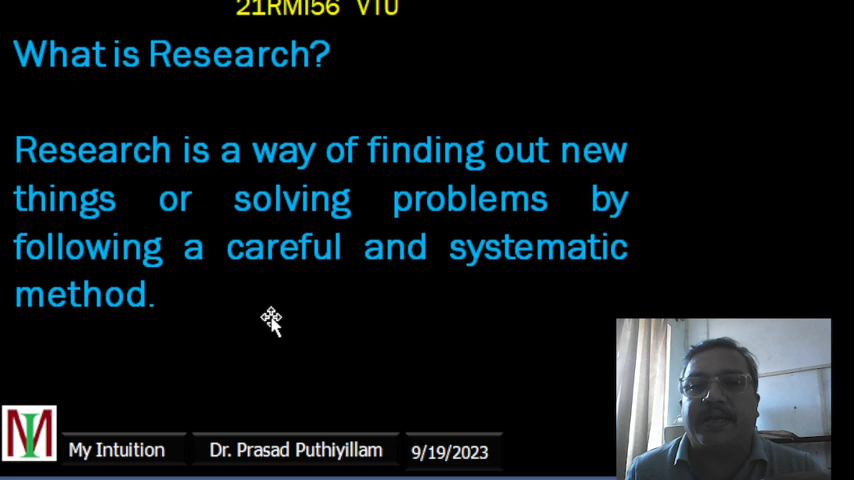 21RMI56 VTU
What is Research?
Research is a way of finding out new
things or solving problems by
following a careful and systematic
method.
MI
My Intuition
Dr. Prasad Puthiyillam
9/19/2023